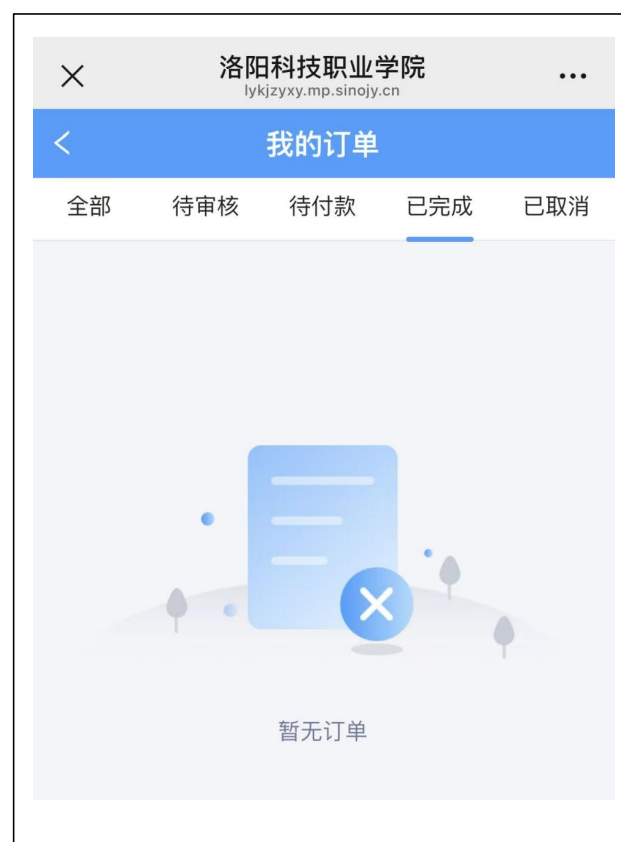 洛阳科技职业学院
lykjzyxy.mp.sinojy.cn
我的订单
全部 待审核 待付款 已完成 已取消
暂无订单